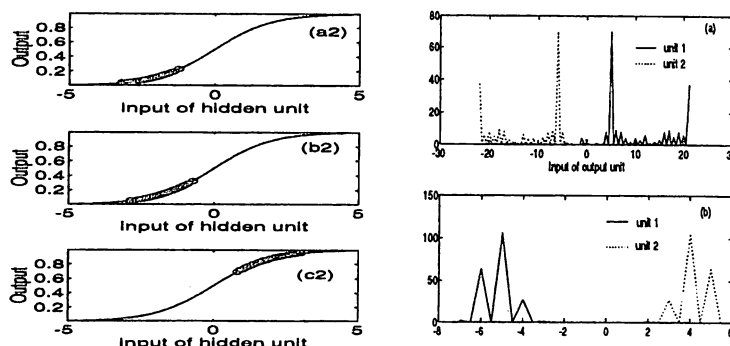 Output
0.8
0.6
0.4
0.2
(a2)
-5
0
5
Input of hidden unit
Output
0.8
0.6
0.4
0.2
(b2)
-5
0
5
Input of hidden unit
Output
0.8
0.6
0.4
0.2
(c2)
-5
0
5
Input of hidden unit
80
60
40
20
0
(a)
unit 1
unit 2
-30
-20
-10
0
10
20
30
Input of output unit
150
100
50
0
(b)
unit 1
unit 2
-8
-6
-4
-2
0
2
4
6